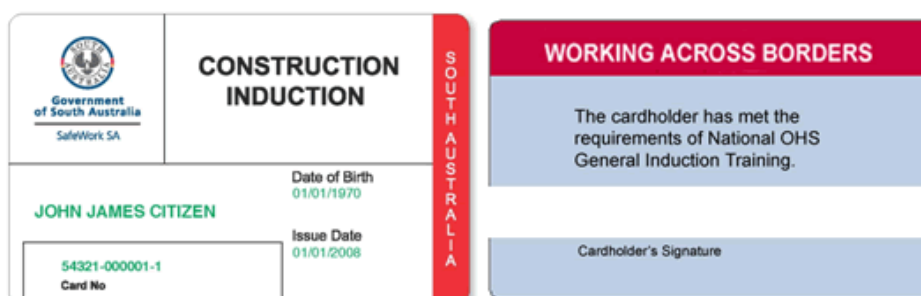 SOUTH
AUSTRALIA
Government
of South Australia
SafeWork SA
CONSTRUCTION
INDUCTION
JOHN JAMES CITIZEN
Date of Birth
01/01/1970
Issue Date
01/01/2008
54321-000001-1
Card No
SOUTH AUSTRALIA
WORKING ACROSS BORDERS
The cardholder has met the
requirements of National OHS
General Induction Training.
Cardholder's Signature